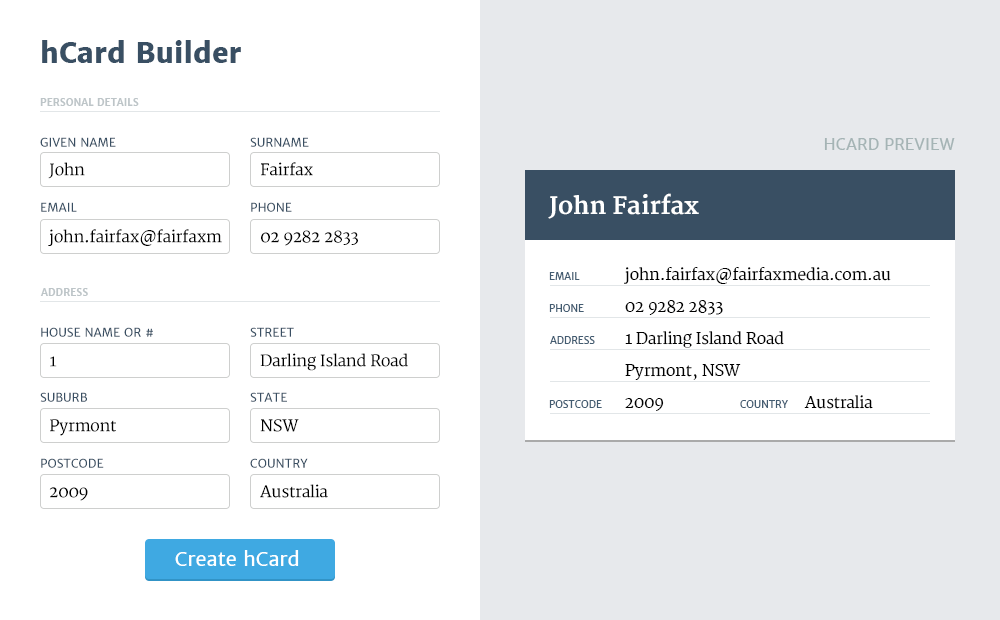 hCard Builder
PERSONAL DETAILS
GIVEN NAME SURNAME
John Fairfax
EMAIL PHONE
john.fairfax@fairfaxm 02 9282 2833
ADDRESS
HOUSE NAME OR # STREET
1 Darling Island Road
SUBURB STATE
Pyrmont NSW
POSTCODE COUNTRY
2009 Australia
Create hCard
HCARD PREVIEW
John Fairfax
EMAIL john.fairfax@fairfaxmedia.com.au
PHONE 02 9282 2833
ADDRESS 1 Darling Island Road
Pyrmont, NSW
POSTCODE 2009 COUNTRY Australia